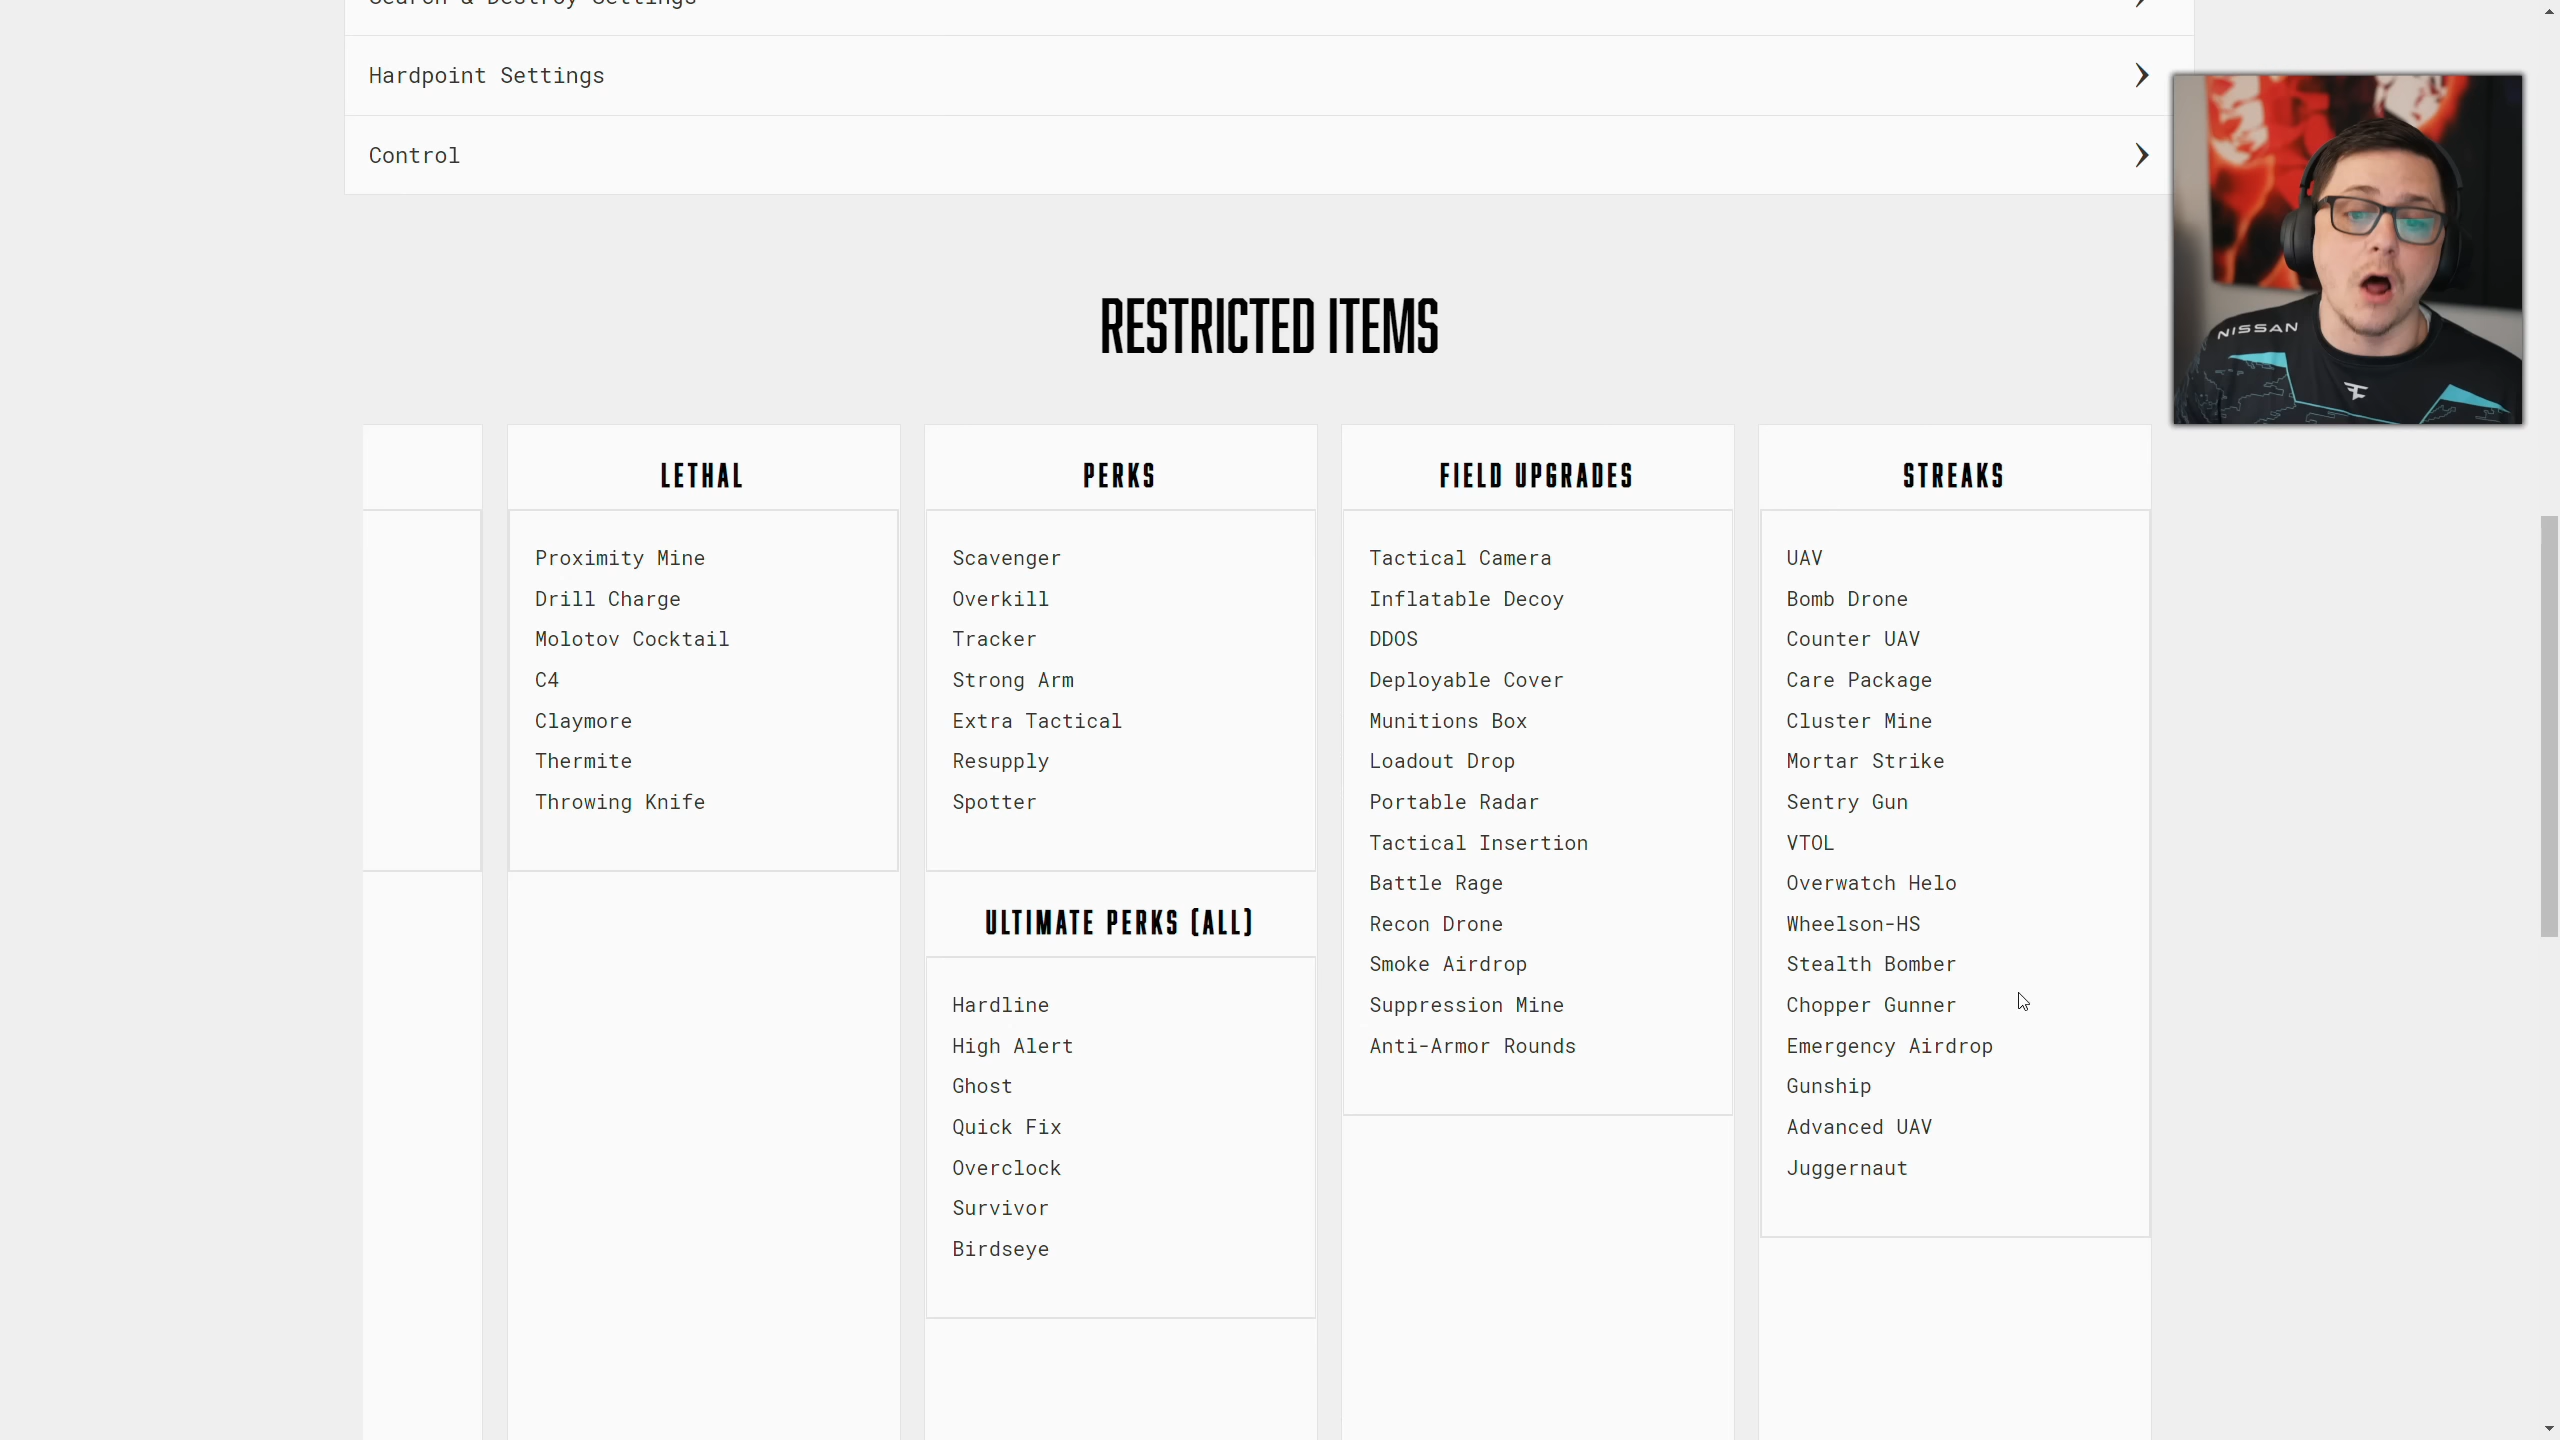 Search & Destroy Settings
Hardpoint Settings
Control
NISSAN
RESTRICTED ITEMS
LETHAL
Proximity Mine
Drill Charge
Molotov Cocktail
C4
Claymore
Thermite
Throwing Knife
PERKS
Scavenger
Overkill
Tracker
Strong Arm
Extra Tactical
Resupply
Spotter
ULTIMATE PERKS (ALL)
Hardline
High Alert
Ghost
Quick Fix
Overclock
Survivor
Birdseye
FIELD UPGRADES
Tactical Camera
Inflatable Decoy
DDOS
Deployable Cover
Munitions Box
Loadout Drop
Portable Radar
Tactical Insertion
Battle Rage
Recon Drone
Smoke Airdrop
Suppression Mine
Anti-Armor Rounds
STREAKS
UAV
Bomb Drone
Counter UAV
Care Package
Cluster Mine
Mortar Strike
Sentry Gun
VTOL
Overwatch Helo
Wheelson-HS
Stealth Bomber
Chopper Gunner
Emergency Airdrop
Gunship
Advanced UAV
Juggernaut